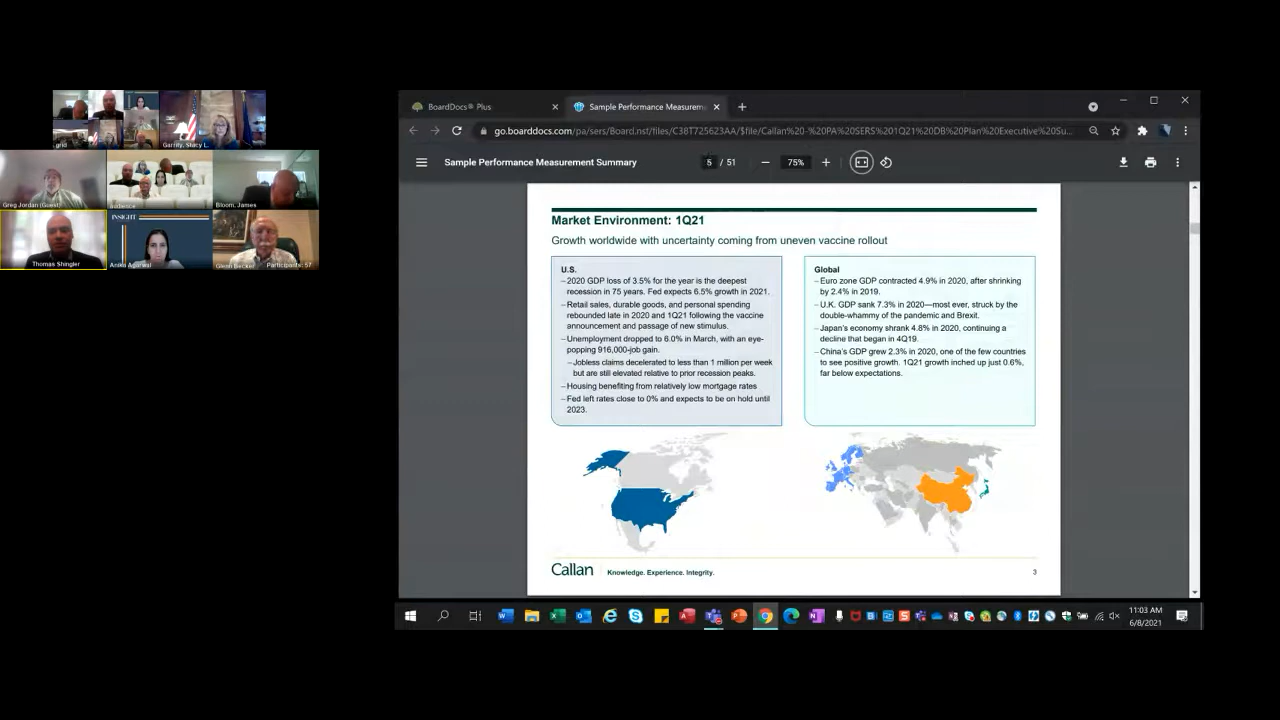 grid
Garrity, Stacy L.
Greg Jordan (Guest)
audience
Bloom, James
INSIGHT
Thomas Shingler
Anika Agarwal
Glenn Becker
Participants: 57
BoardDocs® Plus
Sample Performance Measurem
go.boarddocs.com/pa/sers/Board.nsf/files/C38T725623AA/$file/Callan%20-%20PA%20SERS%201Q21%20DB%20Plan%20Executive%20Su...
Sample Performance Measurement Summary
5 / 51
75%
Market Environment: 1Q21
Growth worldwide with uncertainty coming from uneven vaccine rollout
U.S.
–2020 GDP loss of 3.5% for the year is the deepest
recession in 75 years. Fed expects 6.5% growth in 2021.
–Retail sales, durable goods, and personal spending
rebounded late in 2020 and 1Q21 following the vaccine
announcement and passage of new stimulus.
–Unemployment dropped to 6.0% in March, with an eye-
popping 916,000-job gain.
–Jobless claims decelerated to less than 1 million per week
but are still elevated relative to prior recession peaks.
–Housing benefiting from relatively low mortgage rates
–Fed left rates close to 0% and expects to be on hold until
2023.
Global
–Euro zone GDP contracted 4.9% in 2020, after shrinking
by 2.4% in 2019.
–U.K. GDP sank 7.3% in 2020—most ever, struck by the
double-whammy of the pandemic and Brexit.
–Japan's economy shrank 4.8% in 2020, continuing a
decline that began in 4Q19.
–China's GDP grew 2.3% in 2020, one of the few countries
to see positive growth. 1Q21 growth inched up just 0.6%,
far below expectations.
Callan
Knowledge. Experience. Integrity.
3
11:03 AM
6/8/2021